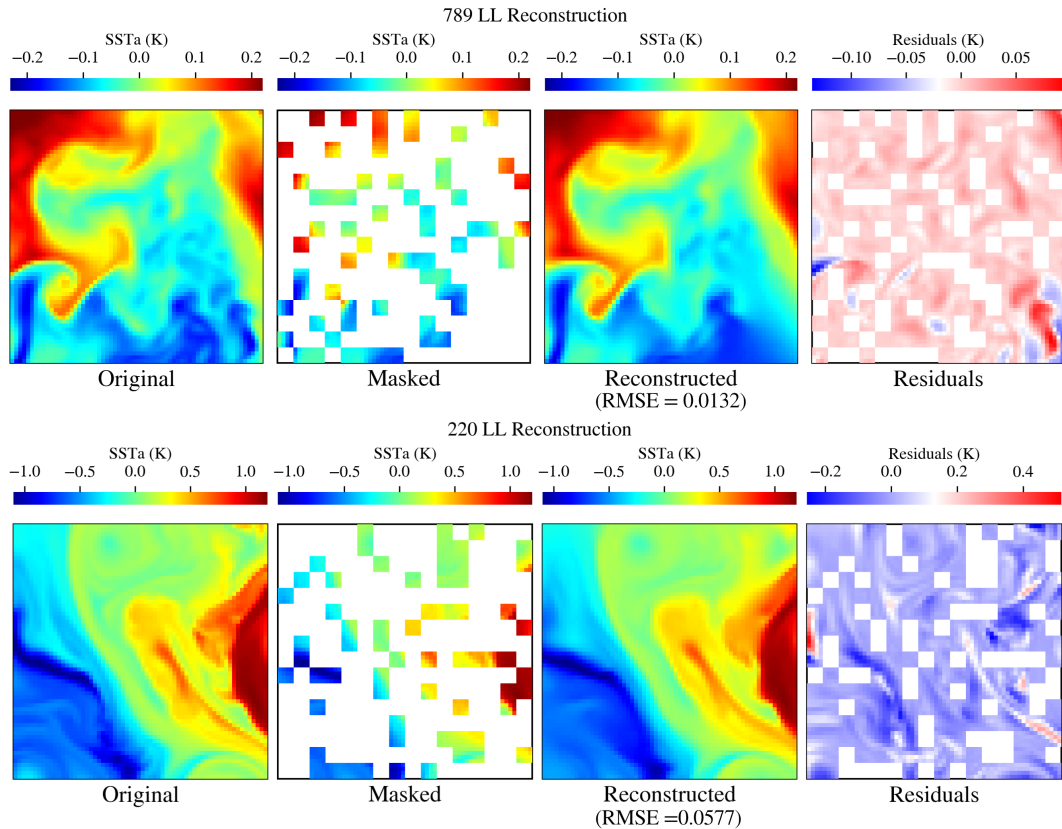 789 LL Reconstruction
SSTa (K) SSTa (K) SSTa (K) Residuals (K)
−0.2 −0.1 0.0 0.1 0.2 −0.2 −0.1 0.0 0.1 0.2 −0.2 −0.1 0.0 0.1 0.2 −0.10 −0.05 0.00 0.05
Original Masked Reconstructed Residuals
(RMSE = 0.0132)
220 LL Reconstruction
SSTa (K) SSTa (K) SSTa (K) Residuals (K)
−1.0 −0.5 0.0 0.5 1.0 −1.0 −0.5 0.0 0.5 1.0 −1.0 −0.5 0.0 0.5 1.0 −0.2 0.0 0.2 0.4
Original Masked Reconstructed Residuals
(RMSE = 0.0577)